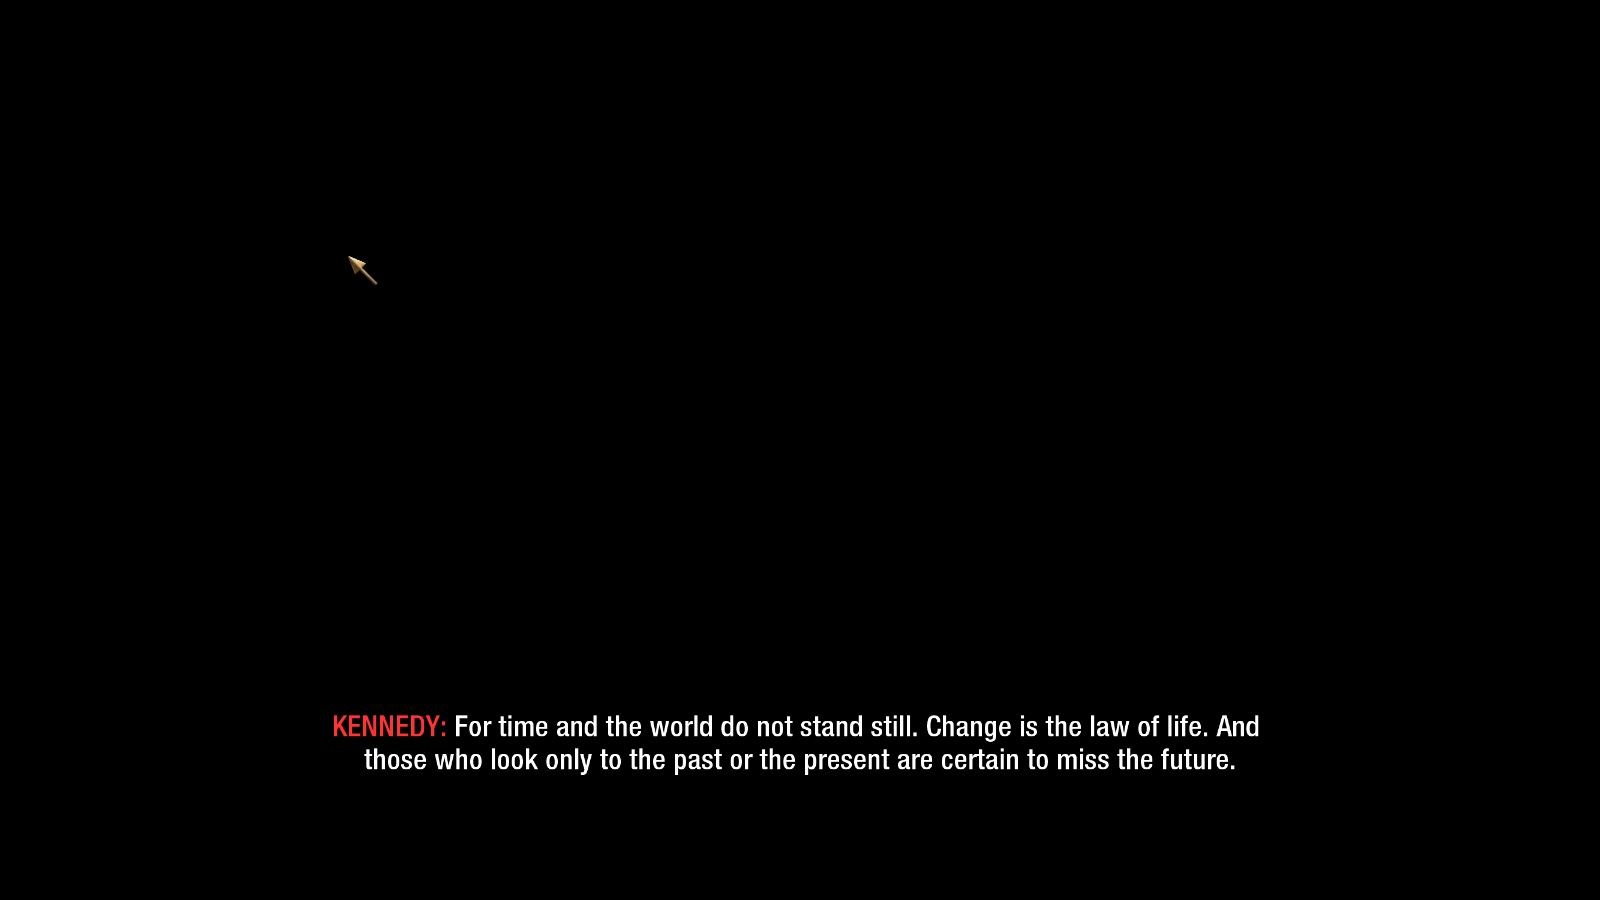 KENNEDY: For time and the world do not stand still. Change is the law of life. And
those who look only to the past or the present are certain to miss the future.